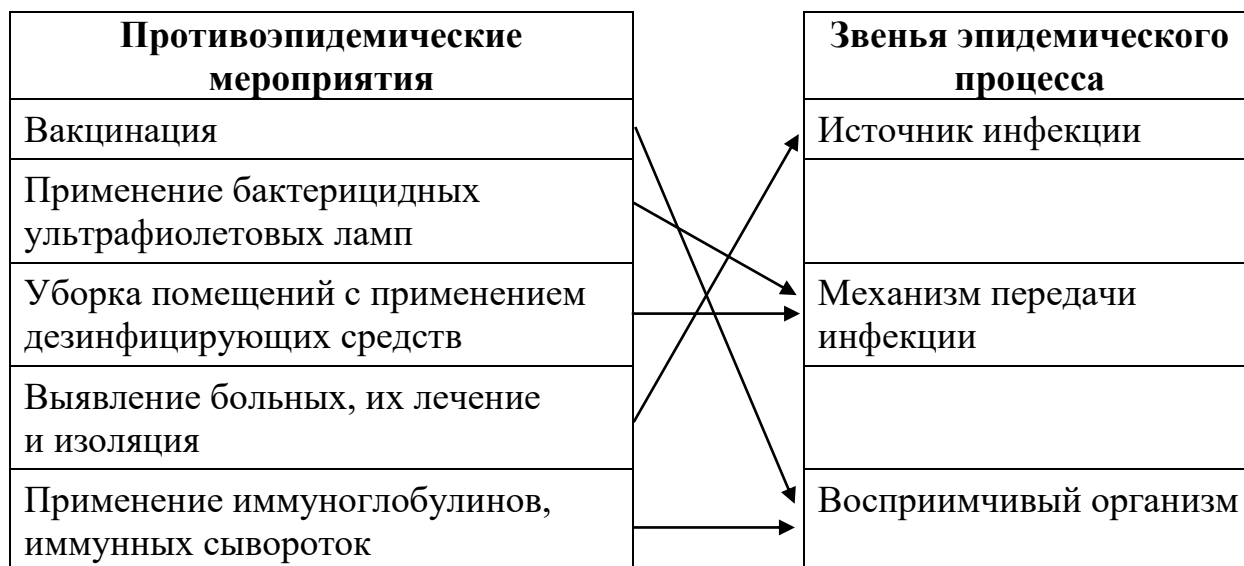 Противоэпидемические
мероприятия
Звенья эпидемического
процесса
Вакцинация
Источник инфекции
Применение бактерицидных
ультрафиолетовых ламп
Уборка помещений с применением
дезинфицирующих средств
Механизм передачи
инфекции
Выявление больных, их лечение
и изоляция
Применение иммуноглобулинов,
иммунных сывороток
Восприимчивый организм